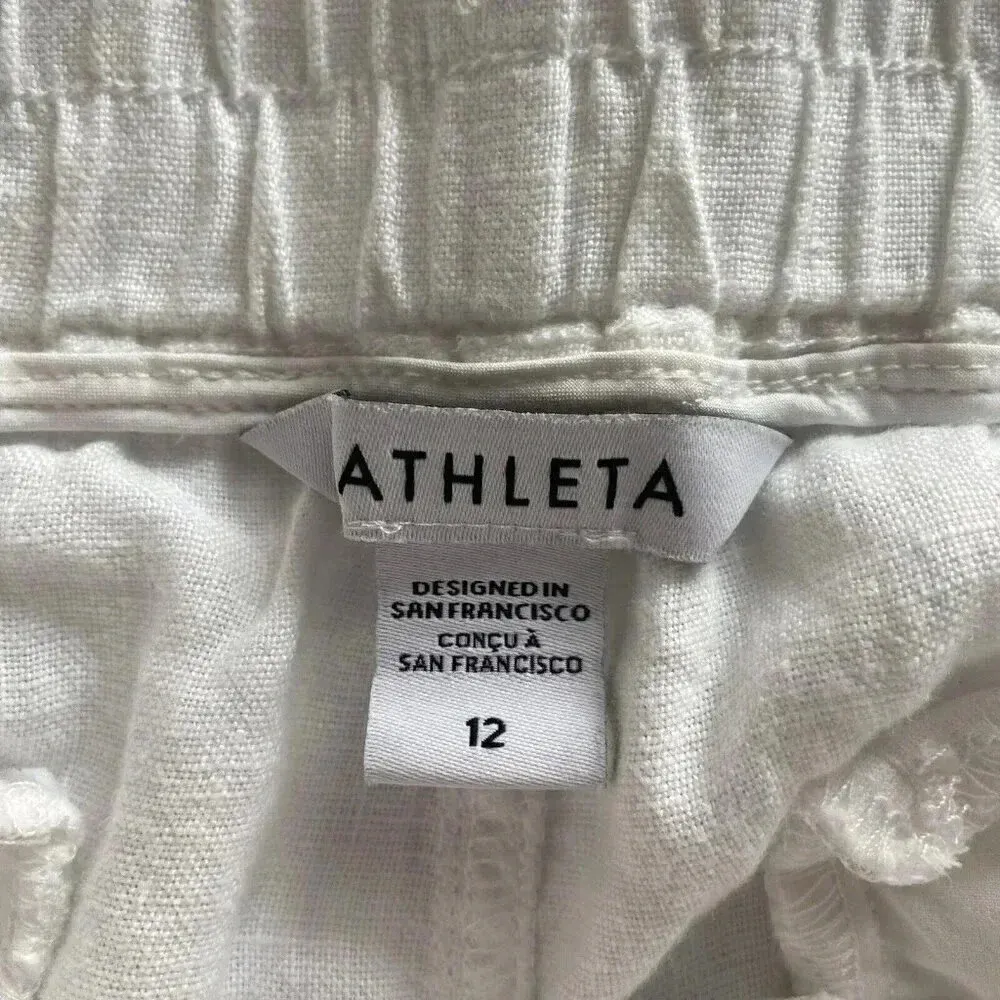 ATHLETA
DESIGNED IN
SAN FRANCISCO
CONÇU À
SAN FRANCISCO
12